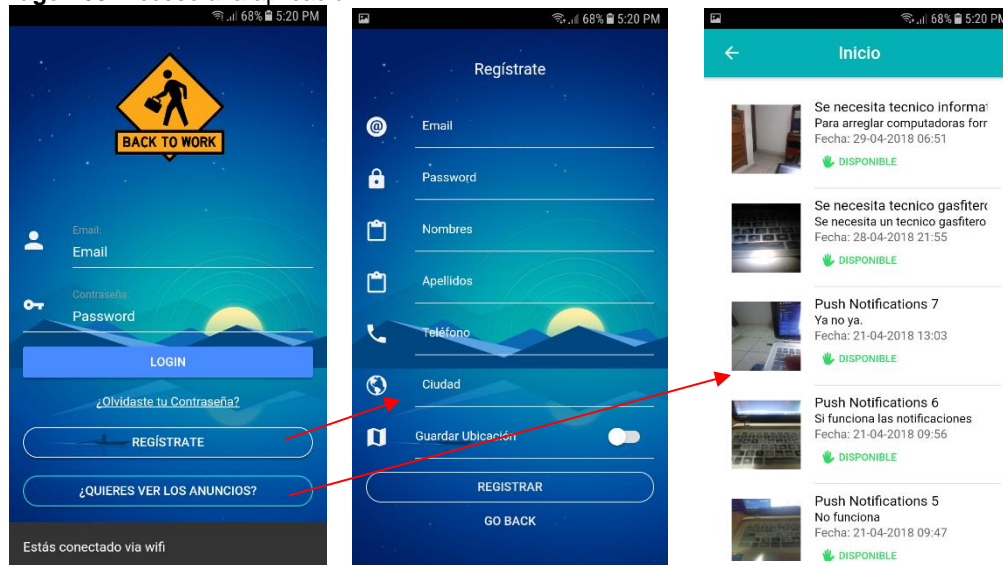 68% 5:20 PM
BACK TO WORK
Email:
Email
Contraseña:
Password
LOGIN
¿Olvidaste tu Contraseña?
REGÍSTRATE
¿QUIERES VER LOS ANUNCIOS?
Estás conectado via wifi
68% 5:20 PM
Regístrate
@
Email
Password
Nombres
Apellidos
Teléfono
Ciudad
Guardar Ubicación
REGISTRAR
GO BACK
68% 5:20 PM
Inicio
Se necesita tecnico informat
Para arreglar computadoras forr
Fecha: 29-04-2018 06:51
DISPONIBLE
Se necesita tecnico gasfitero
Se necesita un tecnico gasfitero
Fecha: 28-04-2018 21:55
DISPONIBLE
Push Notifications 7
Ya no ya.
Fecha: 21-04-2018 13:03
DISPONIBLE
Push Notifications 6
Si funciona las notificaciones
Fecha: 21-04-2018 09:56
DISPONIBLE
Push Notifications 5
No funciona
Fecha: 21-04-2018 09:47
DISPONIBLE